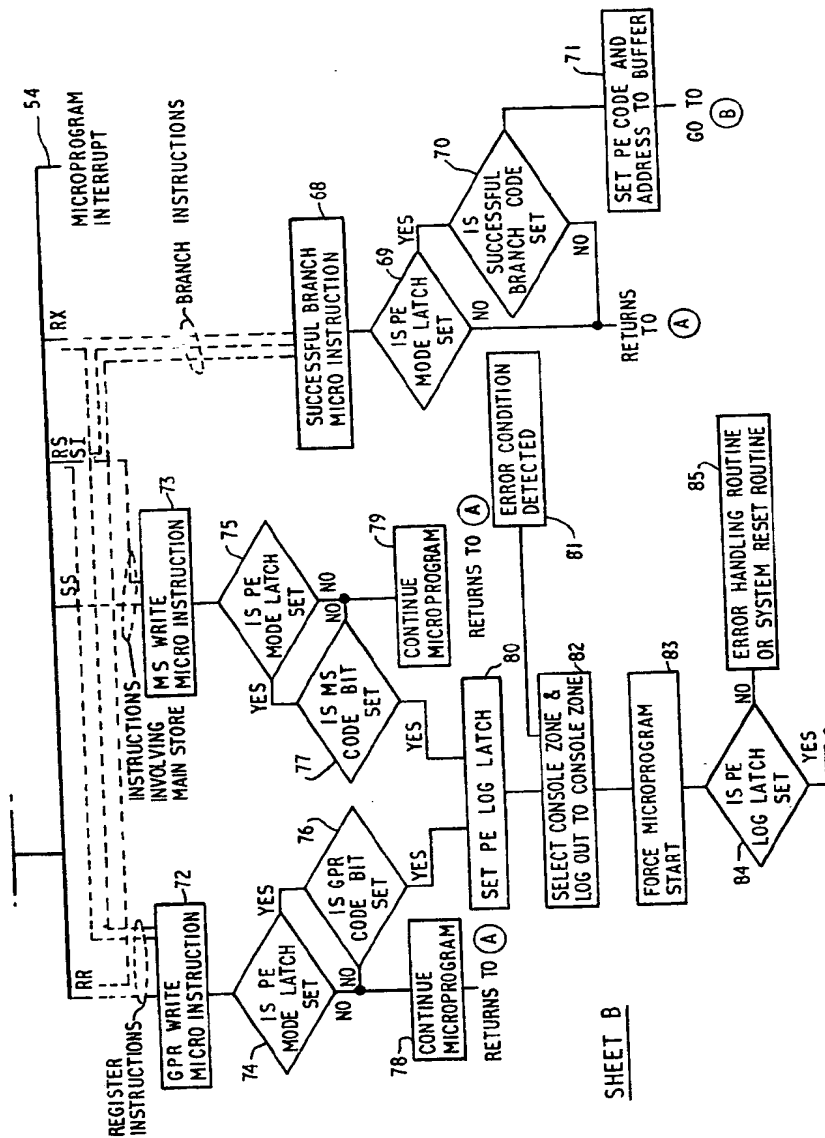 54
MICROPROGRAM
INTERRUPT
RX
BRANCH INSTRUCTIONS
RS
SI
SS
RR
REGISTER
INSTRUCTIONS
72
GPR WRITE
MICRO INSTRUCTION
INSTRUCTIONS
INVOLVING
MAIN STORE
73
MS WRITE
MICRO INSTRUCTION
68
SUCCESSFUL BRANCH
MICRO INSTRUCTION
74
IS PE
MODE LATCH
SET
YES
NO
76
IS GPR
CODE BIT
SET
NO
YES
78
CONTINUE
MICROPROGRAM
RETURNS TO A
75
IS PE
MODE LATCH
SET
YES
NO
77
IS MS
CODE BIT
SET
NO
YES
79
CONTINUE
MICROPROGRAM
RETURNS TO A
69
IS PE
MODE LATCH
SET
YES
NO
70
IS
SUCCESSFUL
BRANCH CODE
SET
NO
RETURNS
TO
A
71
SET PE CODE AND
ADDRESS TO BUFFER
GO TO
B
80
SET PE LOG LATCH
ERROR CONDITION
DETECTED
81
SELECT CONSOLE ZONE &
LOG OUT TO CONSOLE ZONE
82
FORCE MICROPROGRAM
START
83
84
IS PE
LOG LATCH
SET
NO
YES
85
ERROR HANDLING ROUTINE
OR SYSTEM RESET ROUTINE
SHEET B